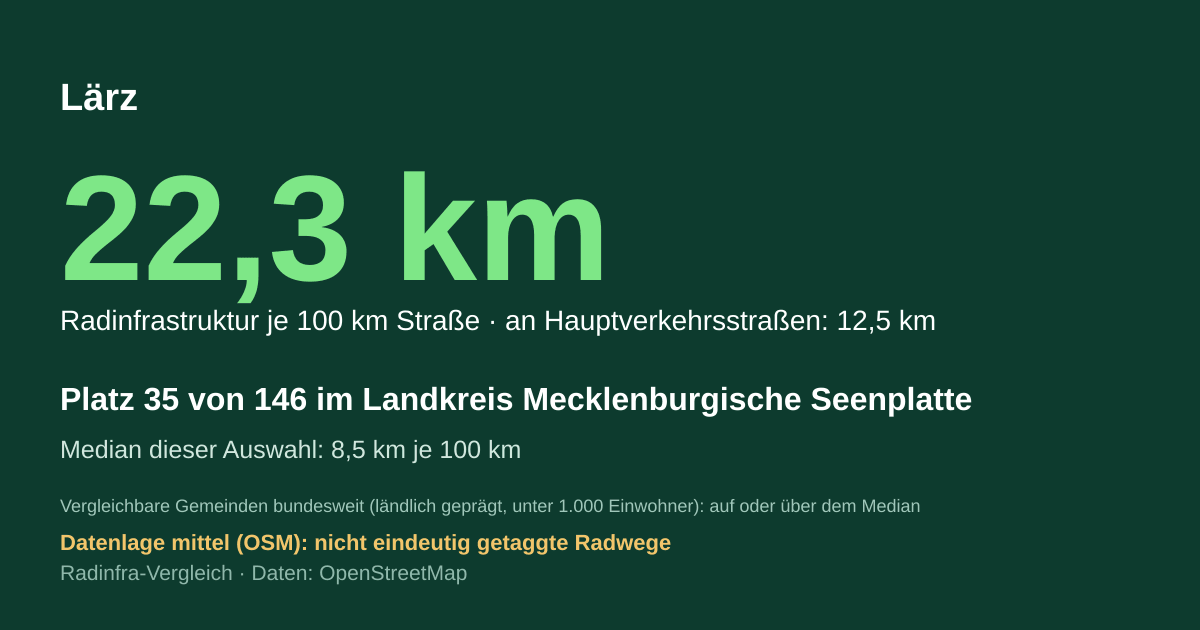 Lärz
22,3 km
Radinfrastruktur je 100 km Straße · an Hauptverkehrsstraßen: 12,5 km
Platz 35 von 146 im Landkreis Mecklenburgische Seenplatte
Median dieser Auswahl: 8,5 km je 100 km
Vergleichbare Gemeinden bundesweit (ländlich geprägt, unter 1.000 Einwohner): auf oder über dem Median
Datenlage mittel (OSM): nicht eindeutig getaggte Radwege
Radinfra-Vergleich · Daten: OpenStreetMap